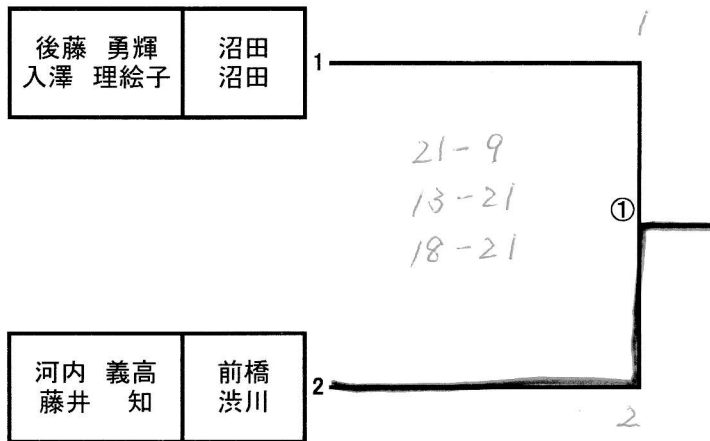 後藤 勇輝 沼田
入澤 理絵子 沼田
1
1
21-9
13-21
18-21
①
河内 義高 前橋
藤井 知 渋川
2
2